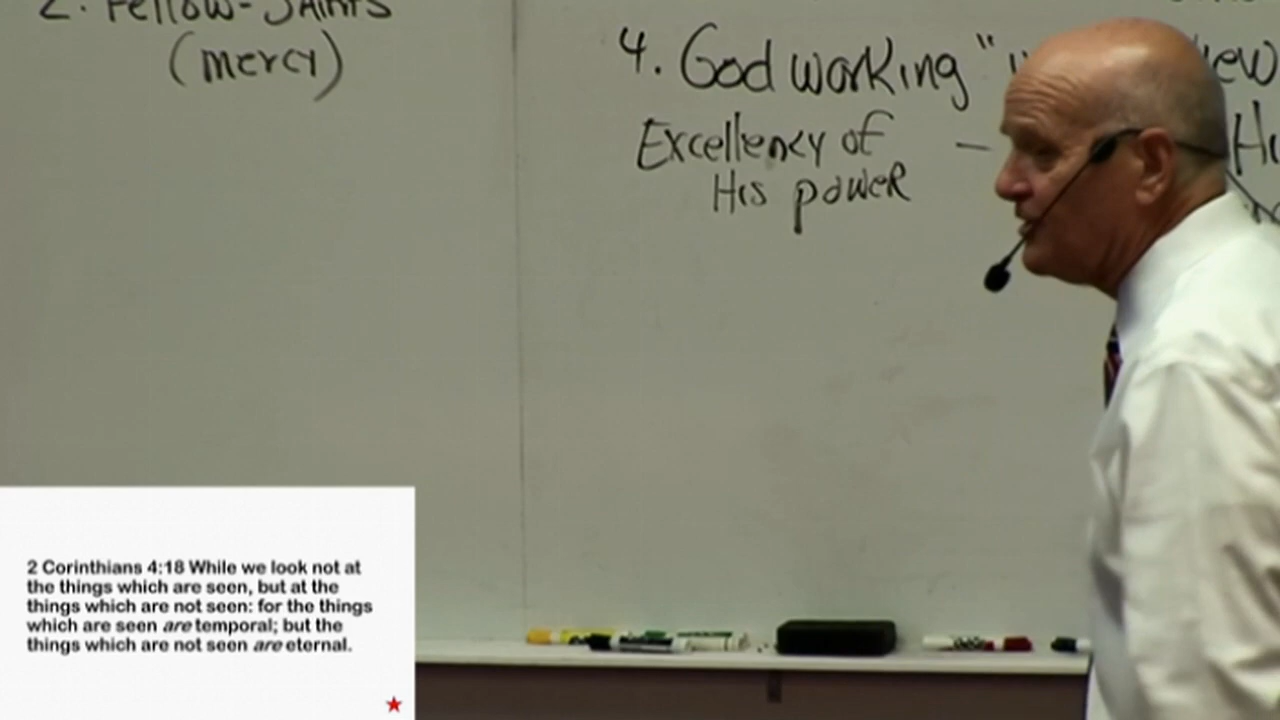 2. Fellow-Saints
(mercy)
4. God working "
Excellency of —
His power
2 Corinthians 4:18 While we look not at
the things which are seen, but at the
things which are not seen: for the things
which are seen are temporal; but the
things which are not seen are eternal.